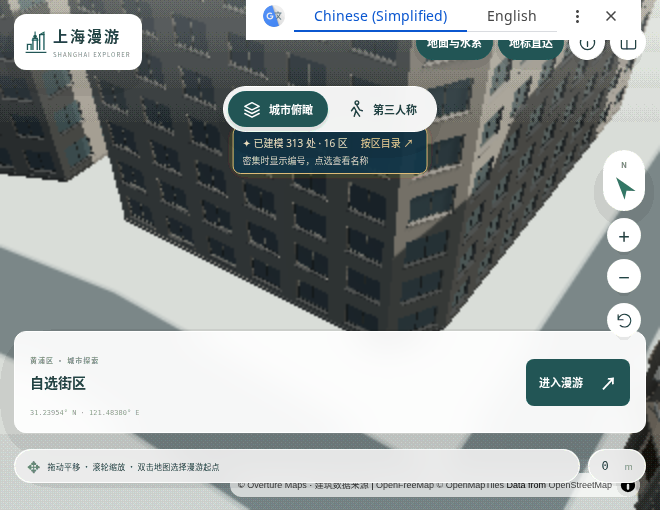 Chinese (Simplified)
English
上海漫游
SHANGHAI EXPLORER
地面与水系
地标直达
城市俯瞰
第三人称
✦ 已建模 313 处 · 16 区 按区目录 ↗
密集时显示编号，点选查看名称
N
+
−
黄浦区 · 城市探索
自选街区
31.23954° N · 121.48380° E
进入漫游 ↗
拖动平移 · 滚轮缩放 · 双击地图选择漫游起点
0 m
© Overture Maps · 建筑数据来源 | OpenFreeMap © OpenMapTiles Data from OpenStreetMap